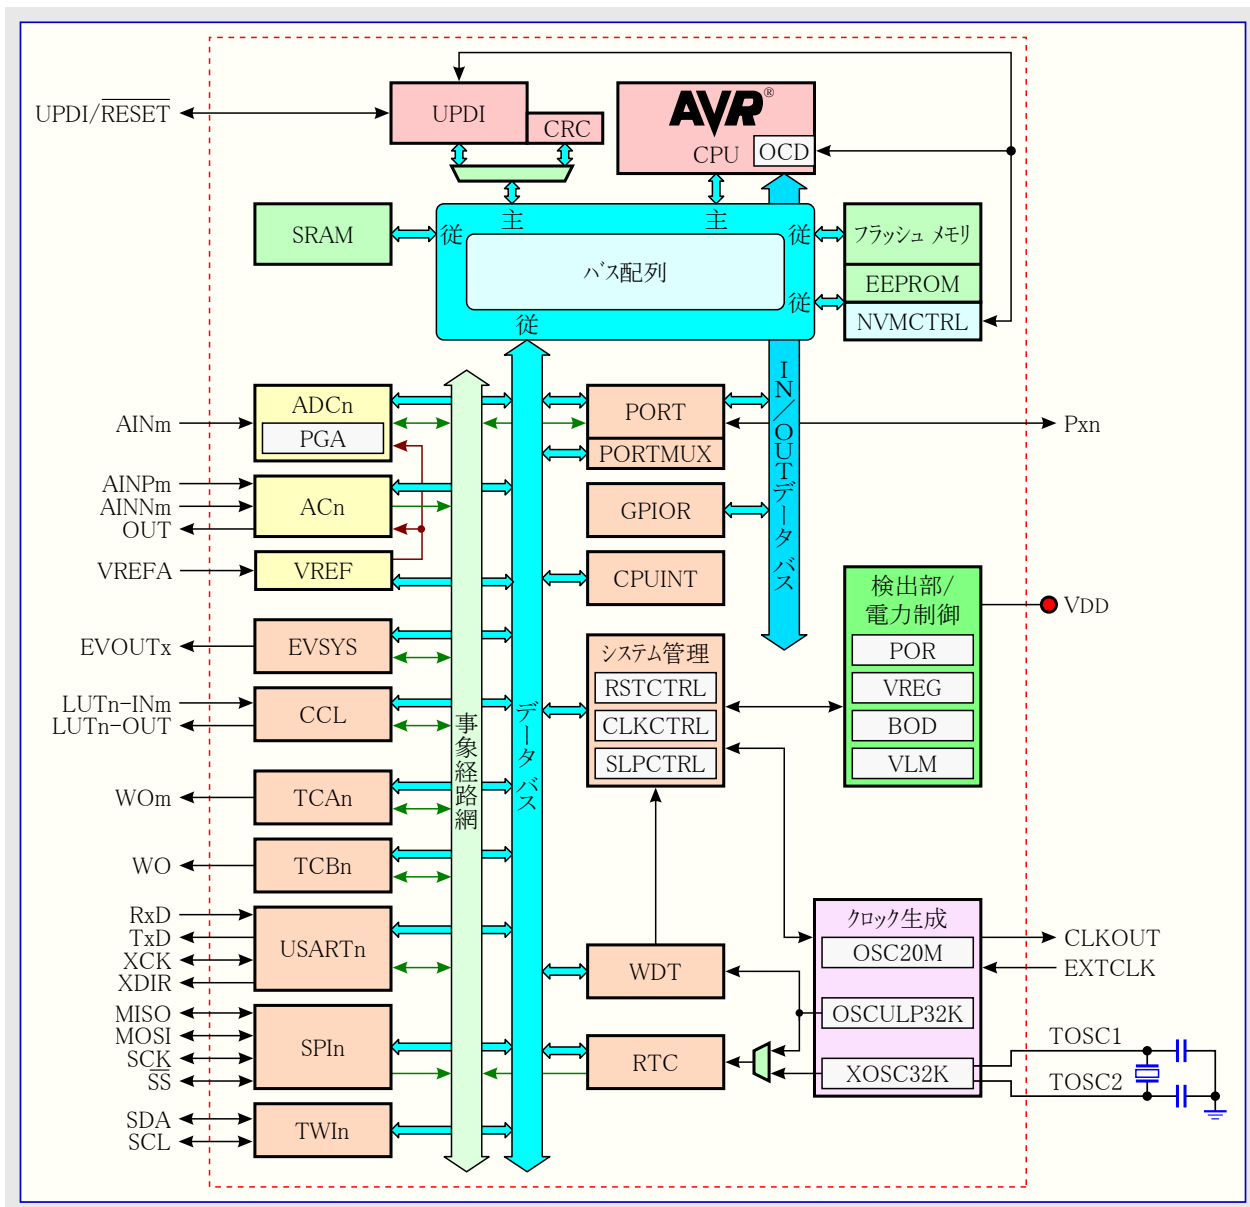 UPDI/RESET
UPDI
CRC
AVR®
CPU
OCD
SRAM
主
主
従
従
従
従
バス配列
フラッシュ メモリ
EEPROM
NVMCTRL
AINm
ADCn
PGA
PORT
PORTMUX
Pxn
AINPm
AINNm
OUT
ACn
GPIOR
VREFA
VREF
CPUINT
IN/OUTデータ バス
検出部/
電力制御
POR
VREG
BOD
VLM
VDD
EVOUTx
EVSYS
システム管理
RSTCTRL
CLKCTRL
SLPCTRL
LUTn-INm
LUTn-OUT
CCL
事象経路網
データ バス
WOm
TCAn
WO
TCBn
RxD
TxD
XCK
XDIR
USARTn
WDT
クロック生成
OSC20M
OSCULP32K
XOSC32K
CLKOUT
EXTCLK
MISO
MOSI
SCK
SS
SPIn
RTC
TOSC1
TOSC2
SDA
SCL
TWIn